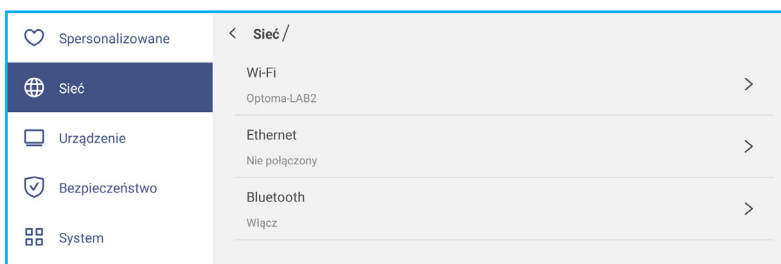 Spersonalizowane
Sieć
Urządzenie
Bezpieczeństwo
System
< Sieć /
Wi-Fi
Optoma-LAB2
Ethernet
Nie połączony
Bluetooth
Włącz